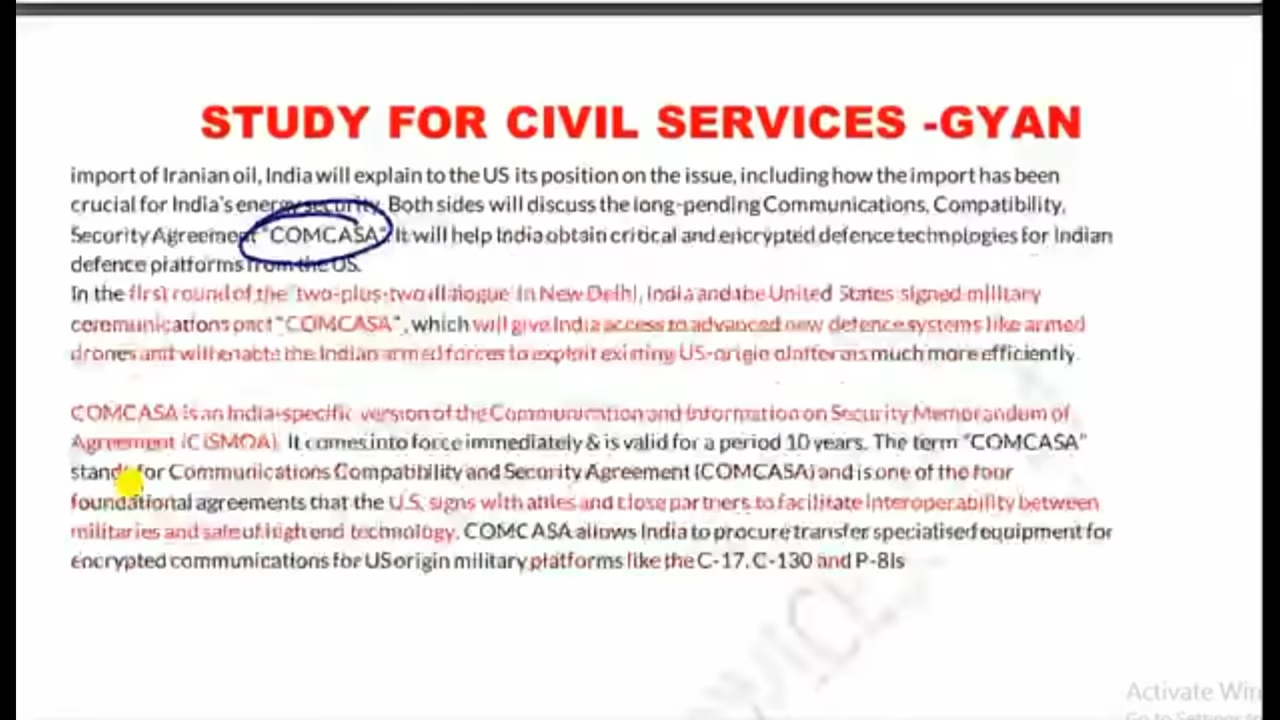 STUDY FOR CIVIL SERVICES -GYAN
import of Iranian oil, India will explain to the US its position on the issue, including how the import has been
crucial for India's energy security. Both sides will discuss the long-pending Communications, Compatibility,
Security Agreement "COMCASA". It will help India obtain critical and encrypted defence technologies for Indian
defence platforms from the US.
In the first round of the 'two-plus-two dialogue' in New Delhi, India and the United States signed military
communications pact "COMCASA", which will give India access to advanced new defence systems like armed
drones and will enable the Indian armed forces to exploit existing US-origin platforms much more efficiently.
COMCASA is an India-specific version of the Communication and Information on Security Memorandum of
Agreement (CISMOA). It comes into force immediately & is valid for a period 10 years. The term "COMCASA"
stands for Communications Compatibility and Security Agreement (COMCASA) and is one of the four
foundational agreements that the U.S. signs with allies and close partners to facilitate interoperability between
militaries and sale of high end technology. COMCASA allows India to procure transfer specialised equipment for
encrypted communications for US origin military platforms like the C-17, C-130 and P-8Is
Activate Win
Go to Settings to